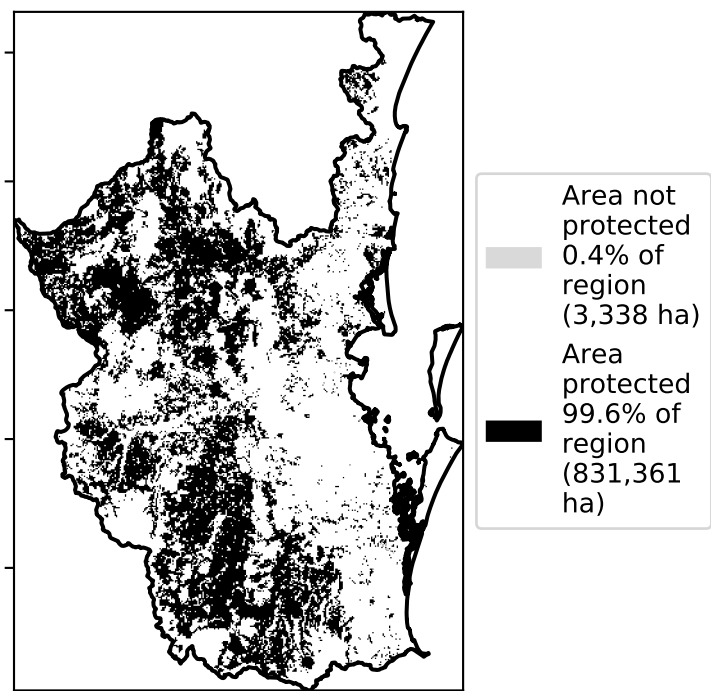 Area not
protected
0.4% of
region
(3,338 ha)
Area
protected
99.6% of
region
(831,361
ha)